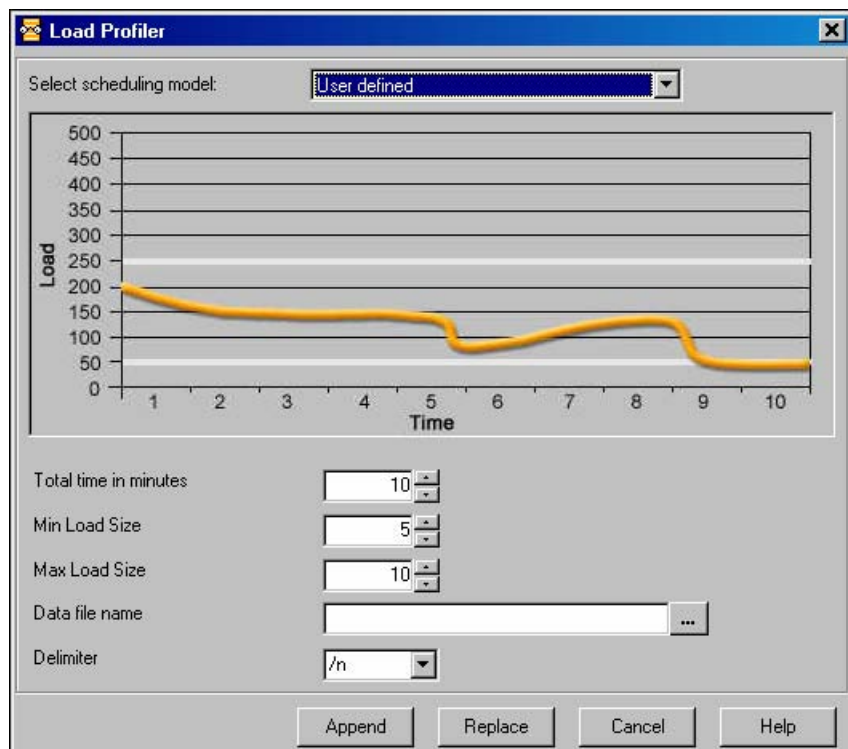 Load Profiler
Select scheduling model: User defined
500
450
400
350
300
250
200
150
100
50
0
Load
1 2 3 4 5 6 7 8 9 10
Time
Total time in minutes 10
Min Load Size 5
Max Load Size 10
Data file name ...
Delimiter /n
Append Replace Cancel Help